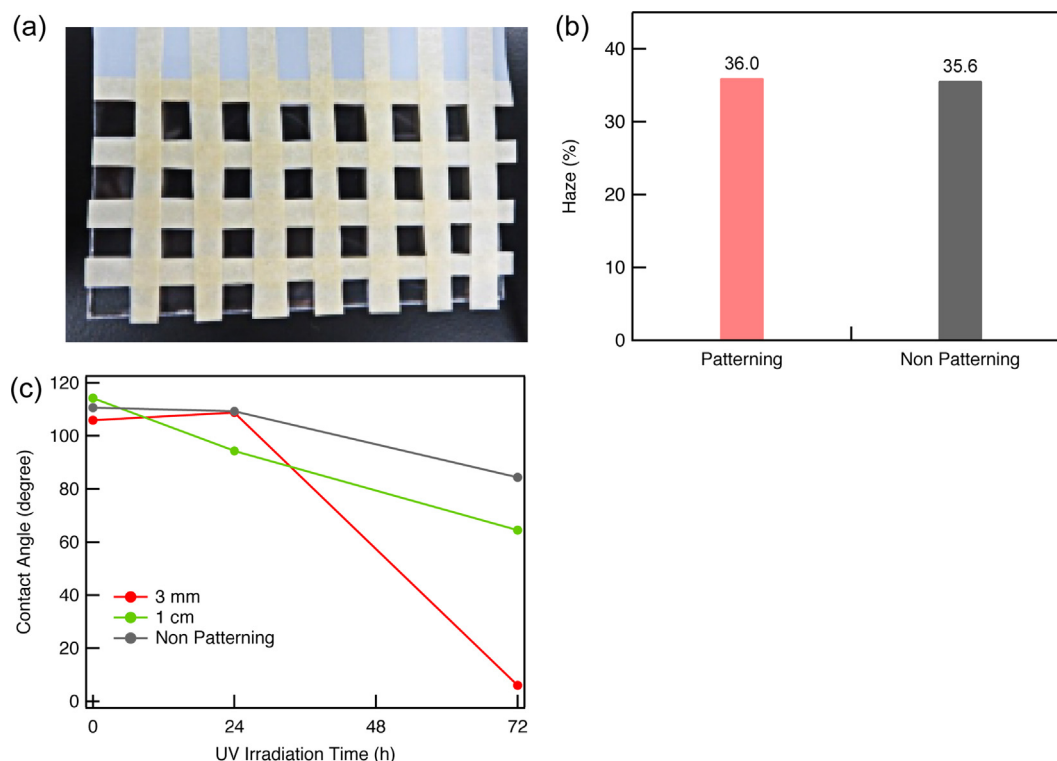 (a)
(b)
40
30
20
10
0
Haze (%)
36.0
35.6
Patterning
Non Patterning
(c)
120
100
80
60
40
20
0
Contact Angle (degree)
3 mm
1 cm
Non Patterning
0
24
48
72
UV Irradiation Time (h)